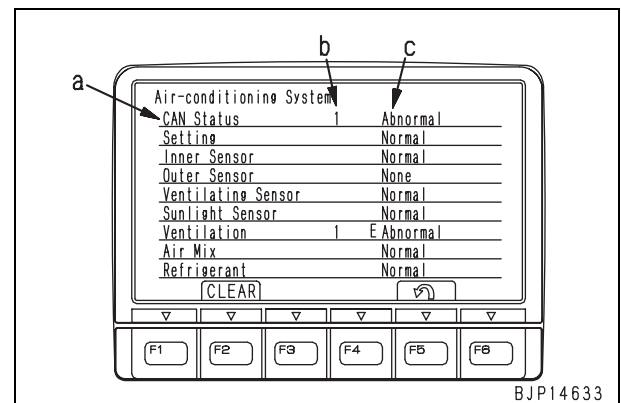 b c
a
Air-conditioning System
CAN Status 1 Abnormal
Setting Normal
Inner Sensor Normal
Outer Sensor None
Ventilating Sensor Normal
Sunlight Sensor Normal
Ventilation 1 E Abnormal
Air Mix Normal
Refrigerant Normal
CLEAR
F1 F2 F3 F4 F5 F6
BJP14633